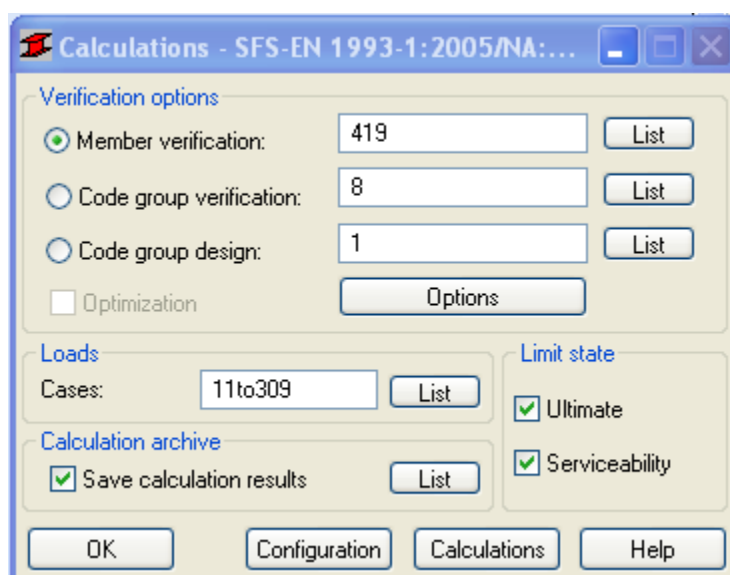 Calculations - SFS-EN 1993-1:2005/NA:...
Verification options
Member verification: 419 List
Code group verification: 8 List
Code group design: 1 List
Optimization Options
Loads
Cases: 11to309 List
Limit state
Ultimate
Serviceability
Calculation archive
Save calculation results List
OK Configuration Calculations Help